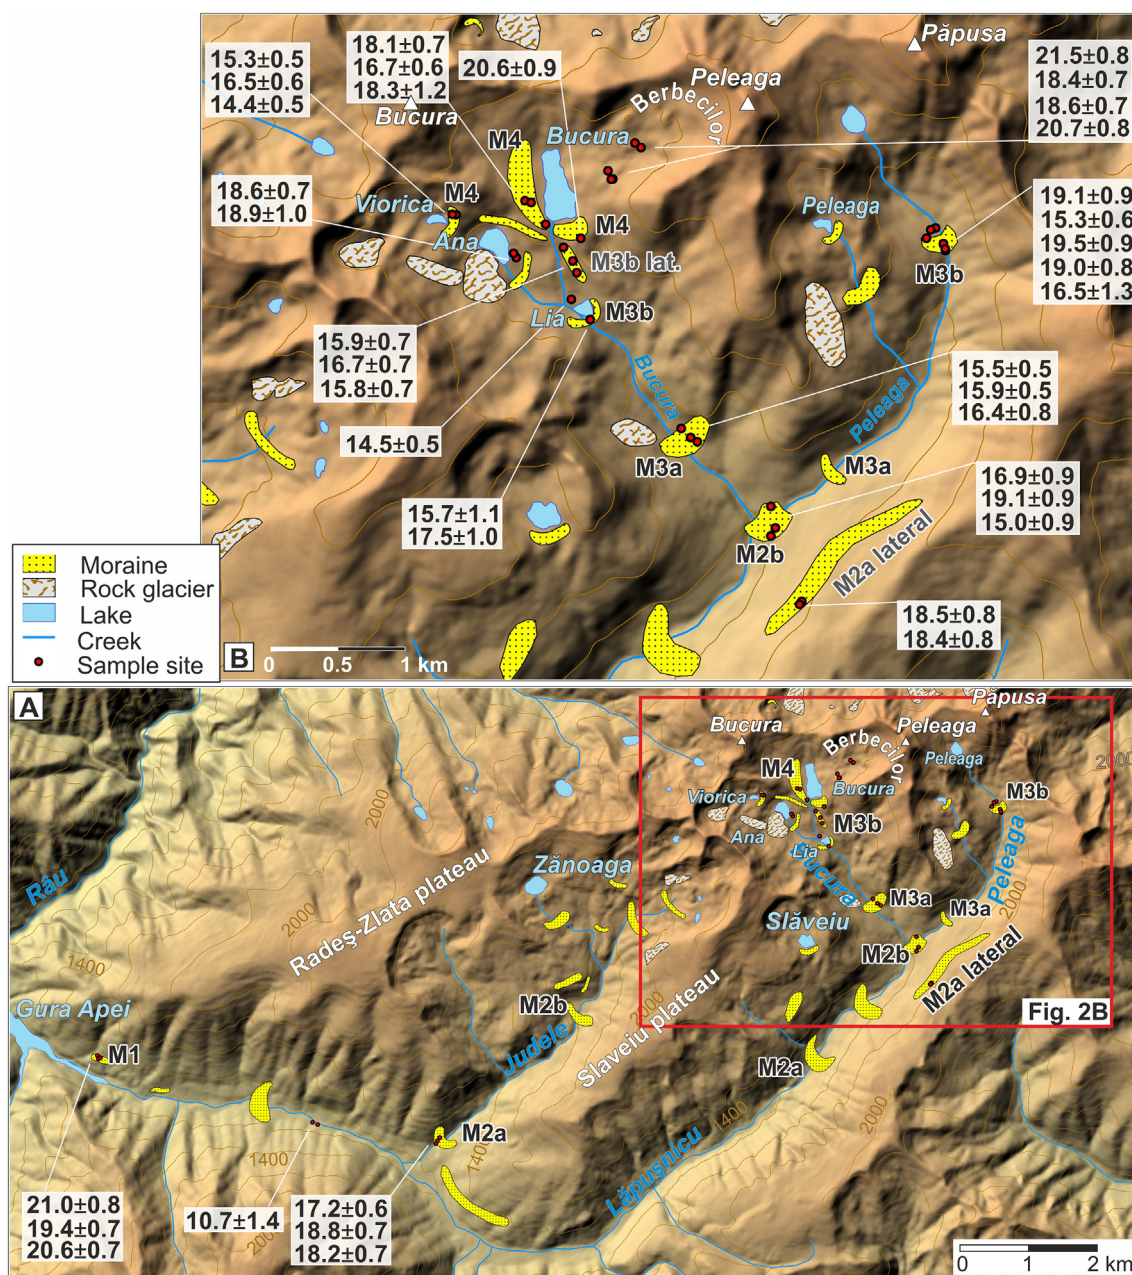 Păpusa
18.1±0.7
16.7±0.6
18.3±1.2
15.3±0.5
16.5±0.6
14.4±0.5
20.6±0.9
21.5±0.8
18.4±0.7
18.6±0.7
20.7±0.8
Peleaga
Berbecilor
Bucura
Bucura
M4
18.6±0.7
18.9±1.0
M4
Viorica
Ana
M4
Peleaga
19.1±0.9
15.3±0.6
19.5±0.9
19.0±0.8
16.5±1.3
M3b lat.
M3b
Liá
M3b
15.9±0.7
16.7±0.7
15.8±0.7
Bucura
15.5±0.5
15.9±0.5
16.4±0.8
Peleaga
14.5±0.5
M3a
M3a
16.9±0.9
19.1±0.9
15.0±0.9
15.7±1.1
17.5±1.0
M2b
M2a lateral
18.5±0.8
18.4±0.8
Moraine
Rock glacier
Lake
Creek
Sample site
B
0 0.5 1 km
A
Păpusa
Bucura
Peleaga
Berbecilor
Peleaga
2000
M4
Bucura
Viorica
M3b
M3b
Ana
Lia
2000
Râu
Zănoaga
Bucura
Peleaga
M3a
M3a
2000
2000
Radeş-Zlata plateau
Slăveiu
M2b
M2a lateral
1400
Gura Apei
M2b
2000
Fig. 2B
Judele
Slaveiu plateau
M1
M2a
1400
2000
M2a
1400
1400
Lăpusnicu
21.0±0.8
19.4±0.7
20.6±0.7
10.7±1.4
2000
17.2±0.6
18.8±0.7
18.2±0.7
0 1 2 km